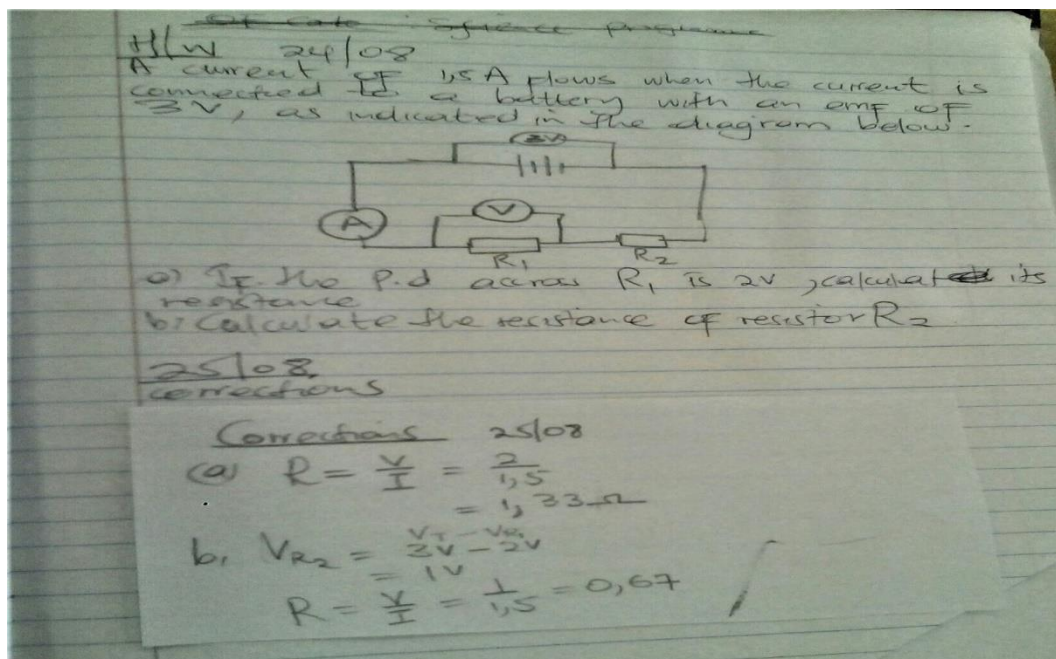 H/W 24/08
A current of 1,5 A flows when the current is
connected to a battery with an emf of
3V, as indicated in the diagram below.
3V
A
V
R1
R2
a) If the P.d accross R1 is 2V, calculate its
resistance
b) Calculate the resistance of resistor R2
25/08.
corrections
Corrections 25/08
(a) R = V/I = 2/1,5
= 1,33 Ω
VT - VR1
b. VR2 = 3V - 2V
= 1V
R = V/I = 1/1,5 = 0,67